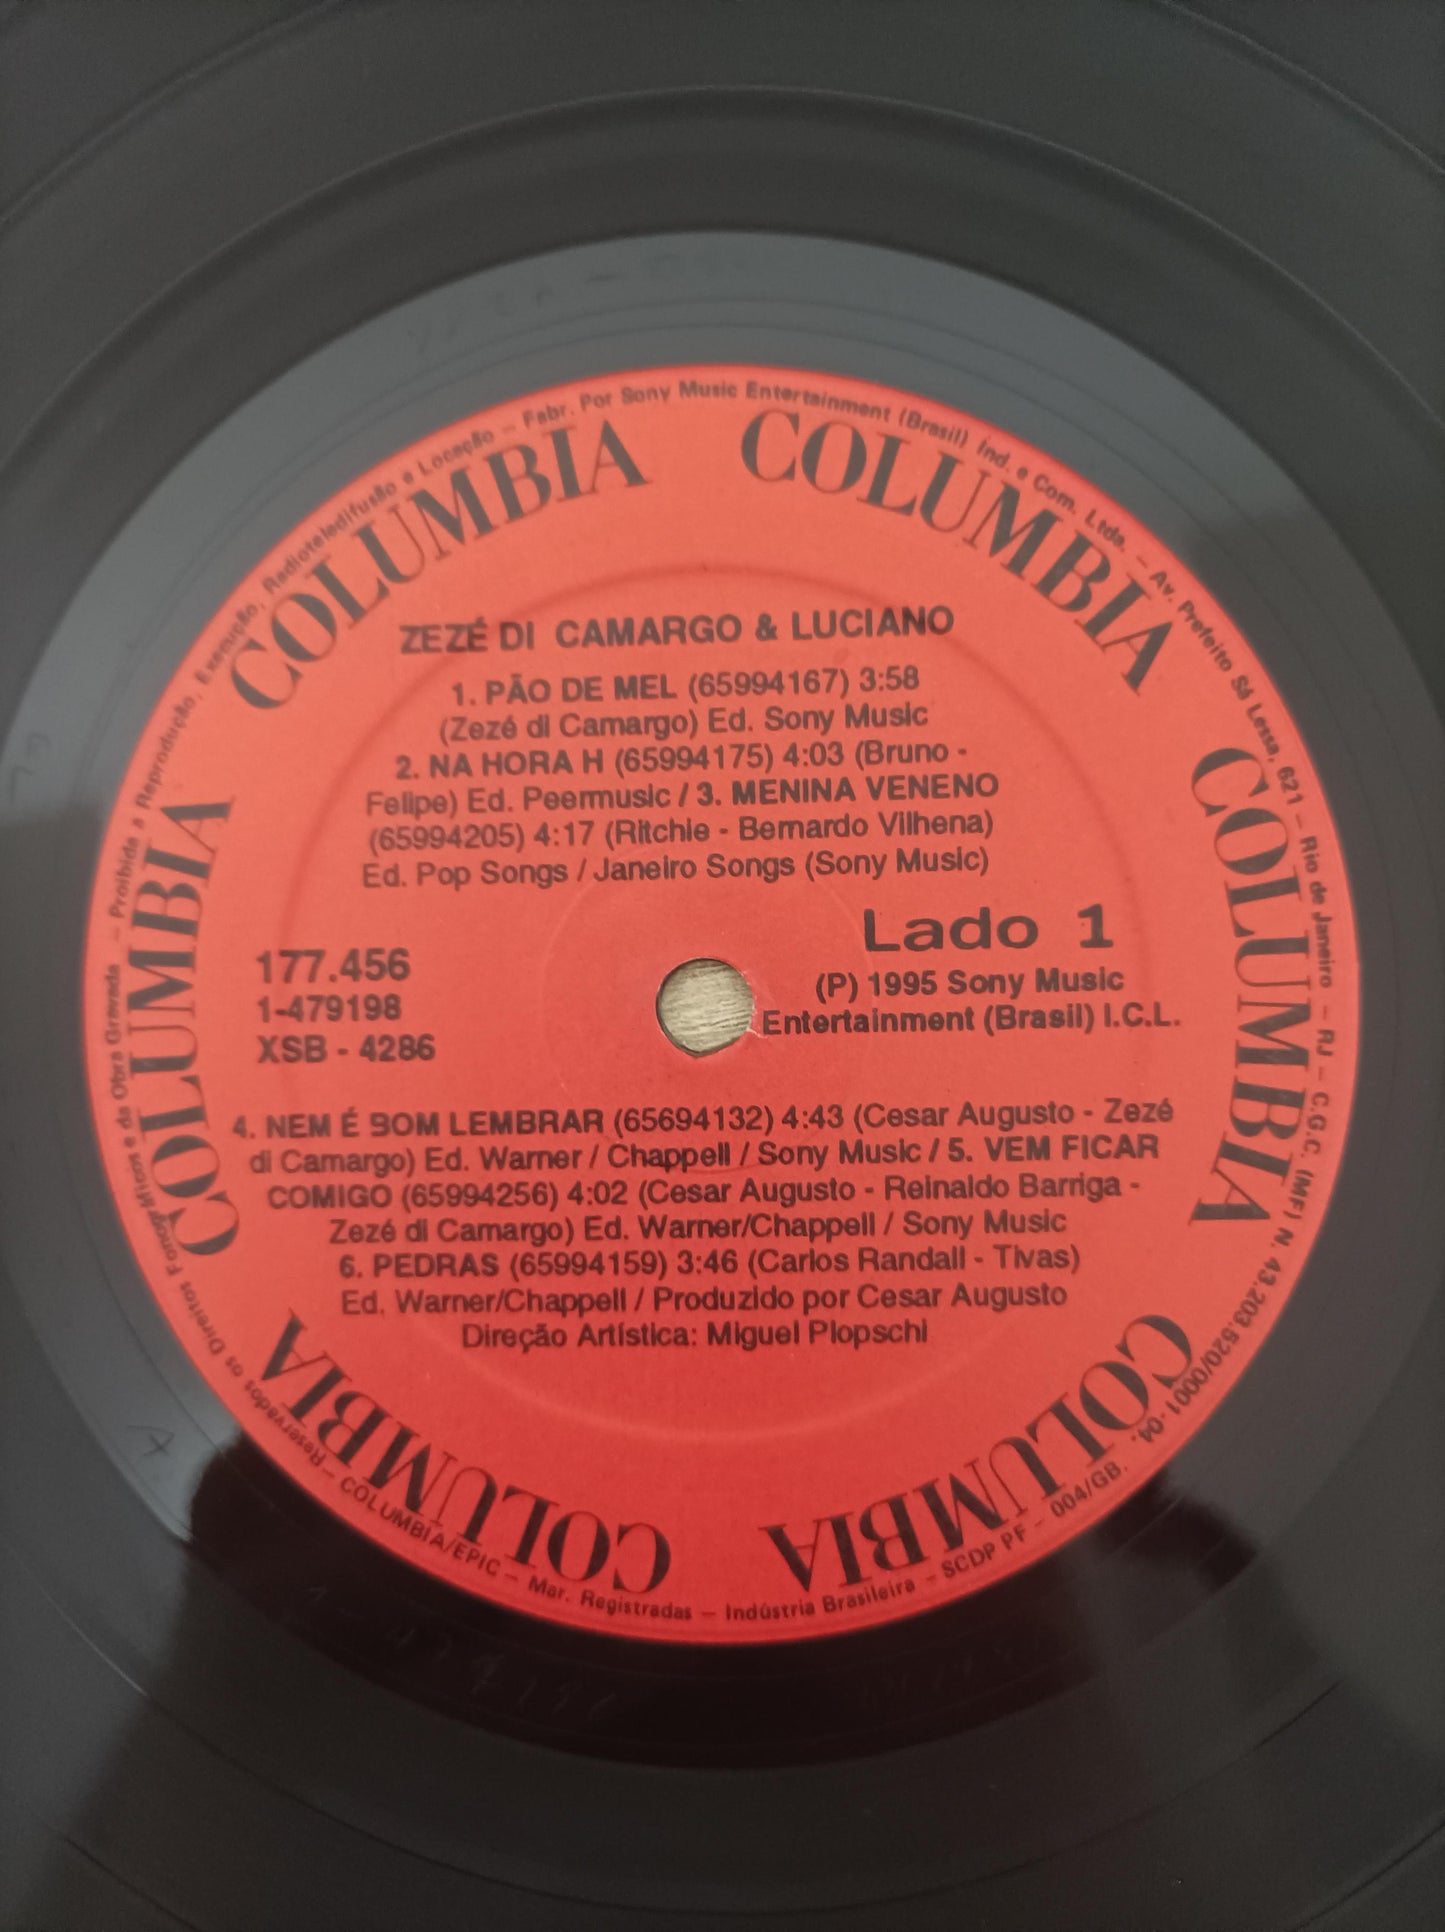 ZEZÉ DI CAMARGO & LUCIANO
1. PÃO DE MEL (65994167) 3:58
(Zezé di Camargo) Ed. Sony Music
2. NA HORA H (65994175) 4:03 (Bruno -
Felipe) Ed. Peermusic / 3. MENINA VENENO
(65994205) 4:17 (Ritchie - Bernardo Vilhena)
Ed. Pop Songs / Janeiro Songs (Sony Music)
Lado 1
(P) 1995 Sony Music
Entertainment (Brasil) I.C.L.
177.456
1-479198
XSB - 4286
4. NEM É BOM LEMBRAR (65694132) 4:43 (Cesar Augusto - Zezé
di Camargo) Ed. Warner / Chappell / Sony Music / 5. VEM FICAR
COMIGO (65994256) 4:02 (Cesar Augusto - Reinaldo Barriga -
Zezé di Camargo) Ed. Warner/Chappell / Sony Music
6. PEDRAS (65994159) 3:46 (Carlos Randall - Tivas)
Ed. Warner/Chappell / Produzido por Cesar Augusto
Direção Artística: Miguel Plopschi
COLUMBIA
COLUMBIA
COLUMBIA
COLUMBIA
COLUMBIA
COLUMBIA
COLUMBIA
COLUMBIA
Reservados os Direitos Fonográficos e da Obra Gravada – Proibida a Reprodução, Execução, Radioteledifusão e Locação – Fabr. Por Sony Music Entertainment (Brasil) Ind. e Com. Ltda. – Av. Prefeito Sá Lessa, 621 – Rio de Janeiro – RJ – C.G.C. (MF) N. 43.203.520/0001-04.
– COLUMBIA/EPIC – Mar. Registradas – Indústria Brasileira – SCDP PF – 004/GB.